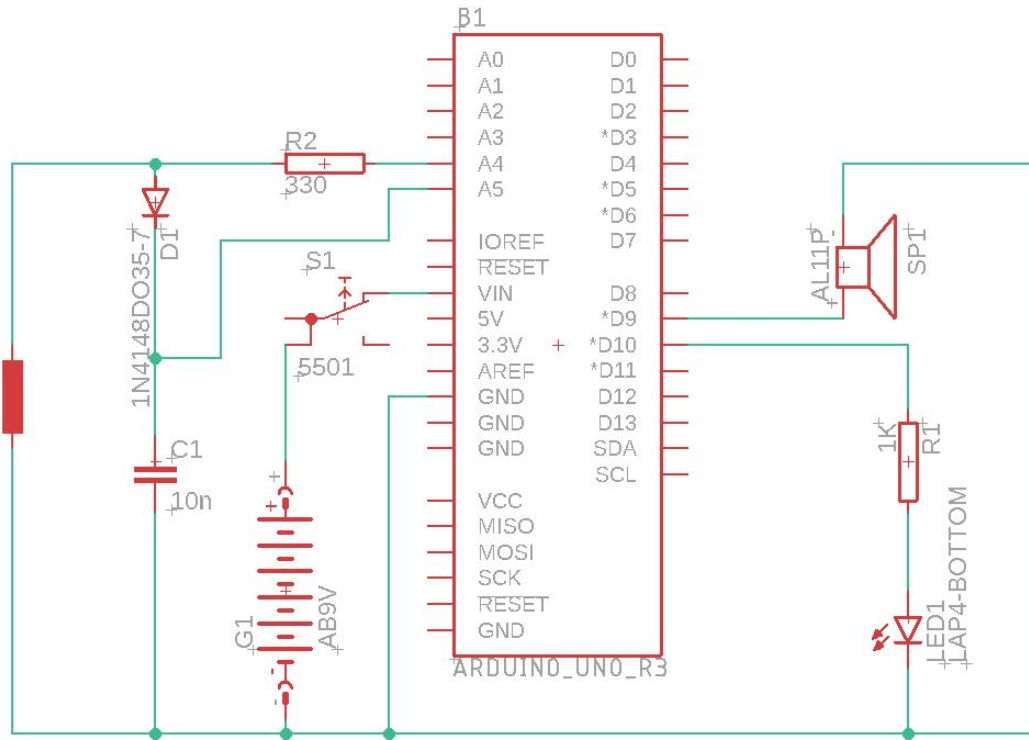 B1
A0
A1
A2
A3
A4
A5
IOREF
RESET
VIN
5V
3.3V
AREF
GND
GND
GND
VCC
MISO
MOSI
SCK
RESET
GND
D0
D1
D2
*D3
D4
*D5
*D6
D7
D8
*D9
*D10
*D11
D12
D13
SDA
SCL
ARDUINO_UNO_R3
R2
330
D1
1N4148DO35-7
S1
5501
C1
10n
+
+
G1
AB9V
-
-
AL11P
-
+
SP1
1K
R1
LED1
LAP4-BOTTOM